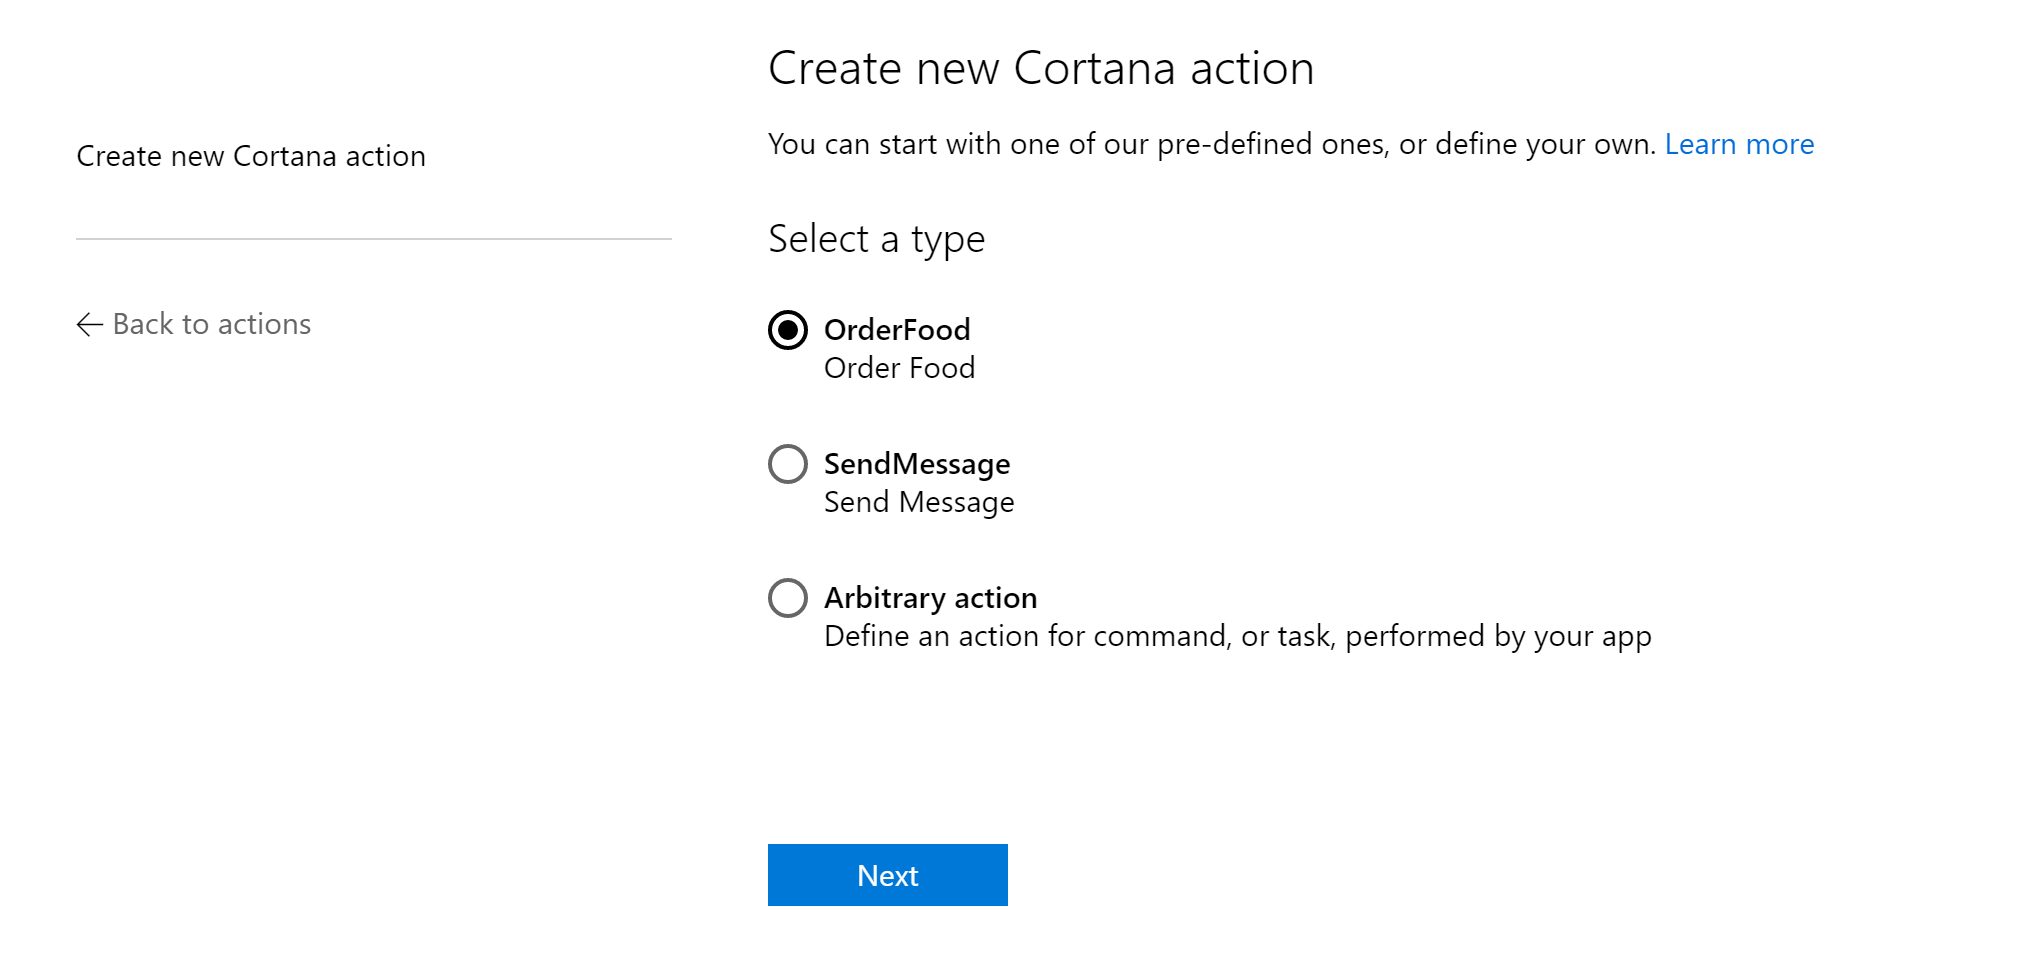 Create new Cortana action
← Back to actions
Create new Cortana action
You can start with one of our pre-defined ones, or define your own. Learn more
Select a type
OrderFood
Order Food
SendMessage
Send Message
Arbitrary action
Define an action for command, or task, performed by your app
Next